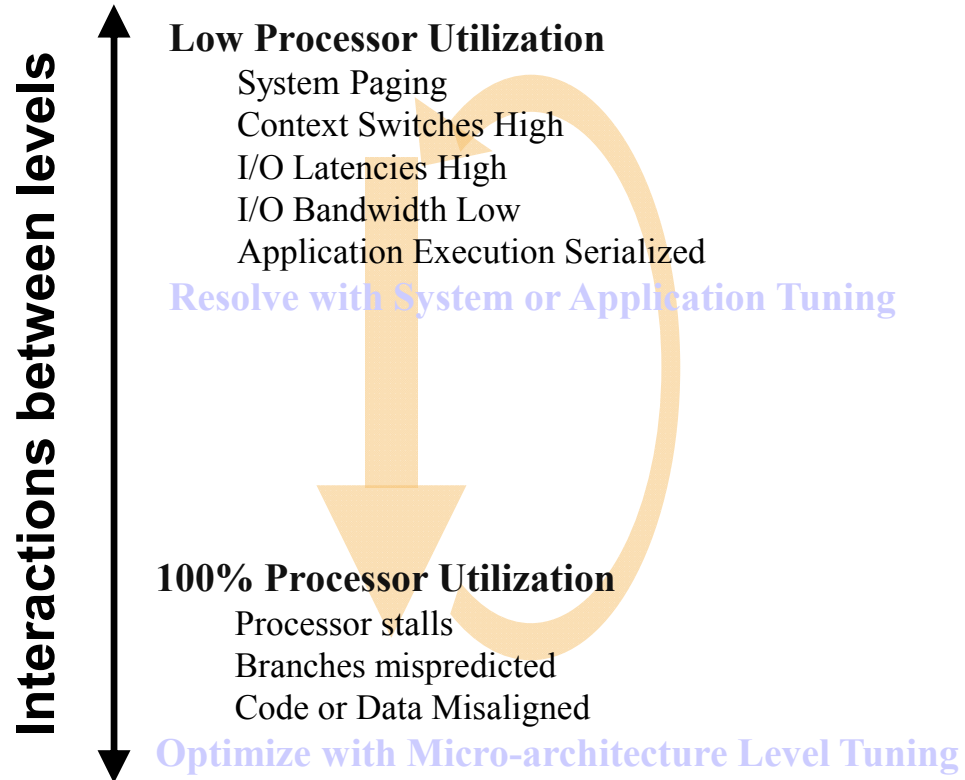 Interactions between levels
Low Processor Utilization
System Paging
Context Switches High
I/O Latencies High
I/O Bandwidth Low
Application Execution Serialized
Resolve with System or Application Tuning
100% Processor Utilization
Processor stalls
Branches mispredicted
Code or Data Misaligned
Optimize with Micro-architecture Level Tuning